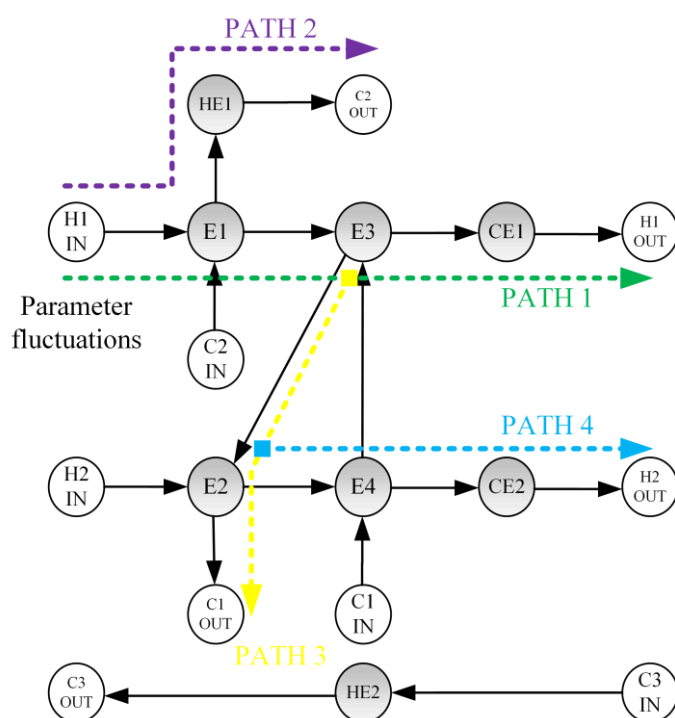 PATH 2
HE1
C2
OUT
H1
IN
E1
E3
CE1
H1
OUT
PATH 1
Parameter
fluctuations
C2
IN
PATH 4
H2
IN
E2
E4
CE2
H2
OUT
C1
OUT
C1
IN
PATH 3
C3
OUT
HE2
C3
IN